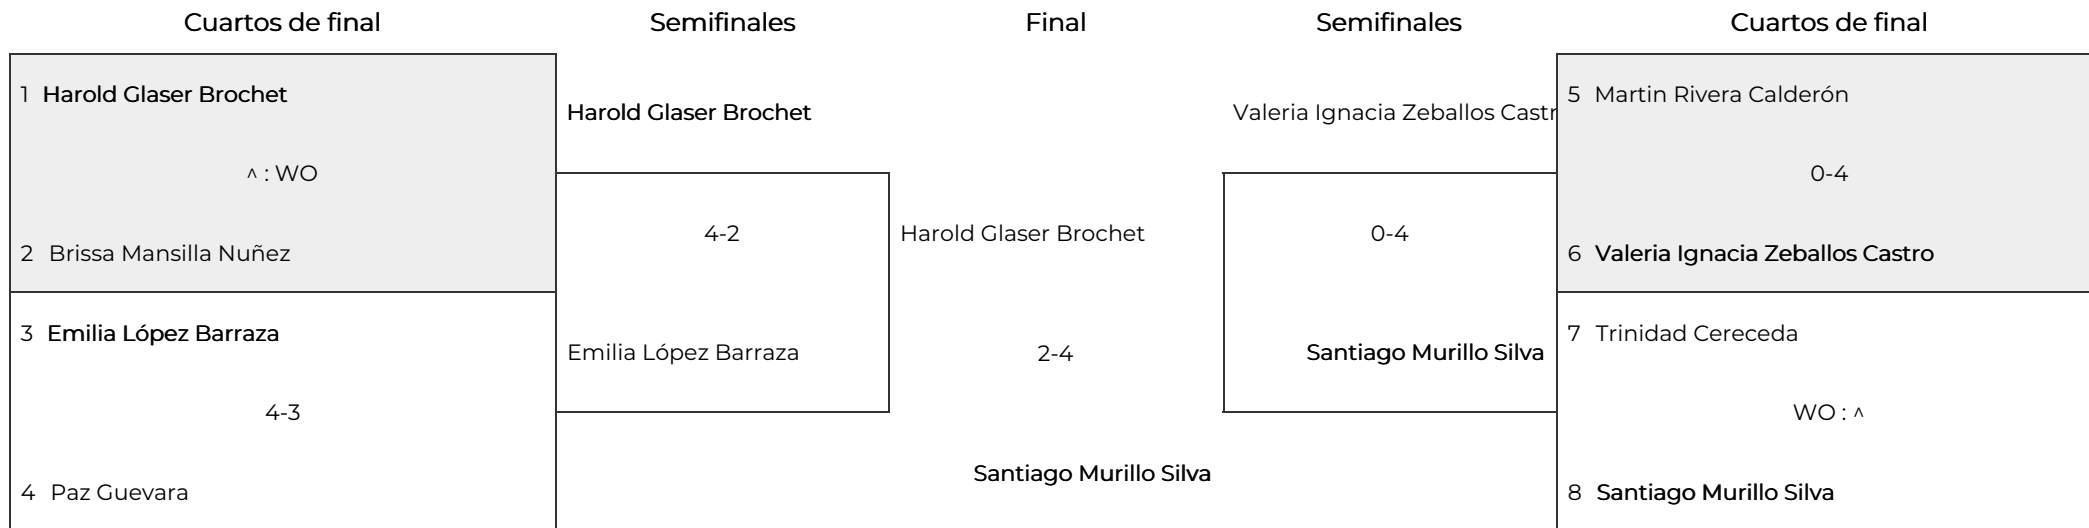 Cuartos de final
Semifinales
Final
Semifinales
Cuartos de final
1 Harold Glaser Brochet
^ : WO
2 Brissa Mansilla Nuñez
3 Emilia López Barraza
4-3
4 Paz Guevara
Harold Glaser Brochet
4-2
Emilia López Barraza
Harold Glaser Brochet
2-4
Santiago Murillo Silva
Valeria Ignacia Zeballos Castr
0-4
Santiago Murillo Silva
5 Martin Rivera Calderón
0-4
6 Valeria Ignacia Zeballos Castro
7 Trinidad Cereceda
WO : ^
8 Santiago Murillo Silva